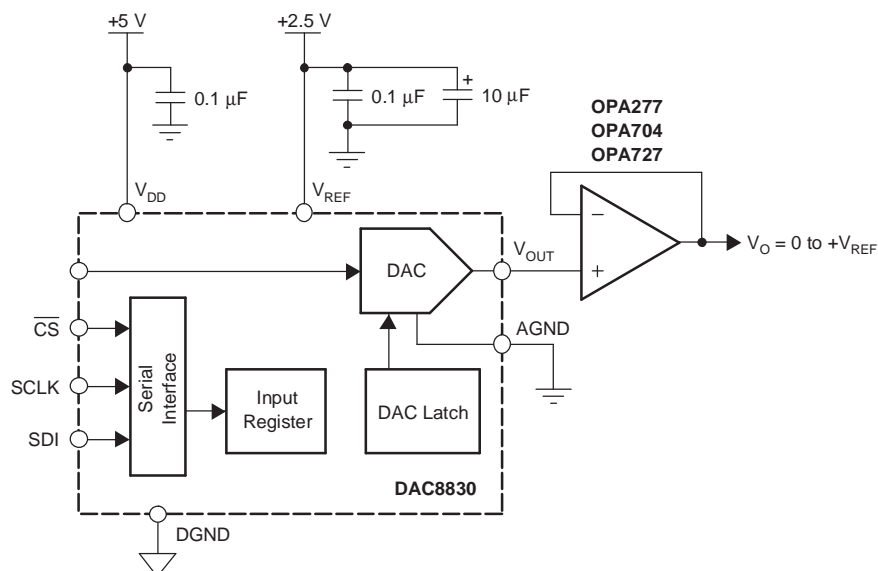 +5 V
+2.5 V
0.1 μF
0.1 μF
+
10 μF
OPA277
OPA704
OPA727
V_DD
V_REF
DAC
V_OUT
−
+
V_O = 0 to +V_REF
CS
SCLK
SDI
Serial
Interface
Input
Register
DAC Latch
AGND
DAC8830
DGND